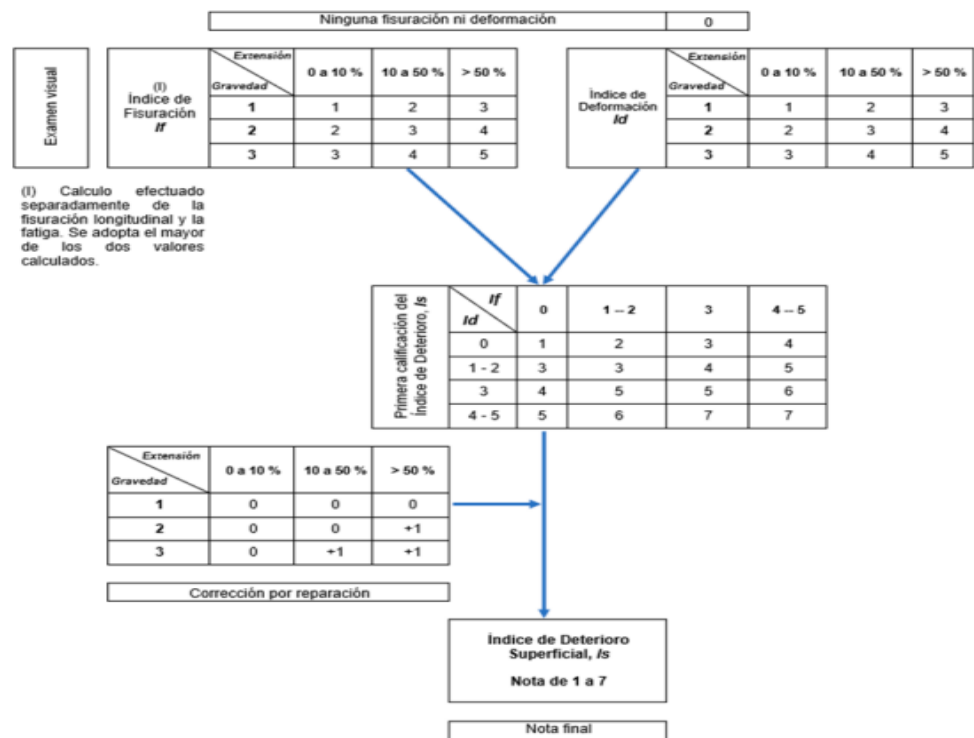 Ninguna fisuración ni deformación 0
Examen visual
(I)
Índice de
Fisuración
If
Extensión
Gravedad
0 a 10 % 10 a 50 % > 50 %
1 1 2 3
2 2 3 4
3 3 4 5
Índice de
Deformación
Id
Extensión
Gravedad
0 a 10 % 10 a 50 % > 50 %
1 1 2 3
2 2 3 4
3 3 4 5
(I) Calculo efectuado
separadamente de la
fisuración longitudinal y la
fatiga. Se adopta el mayor
de los dos valores
calculados.
Primera calificación del
Índice de Deterioro, Is
If
Id
0 1 -- 2 3 4 -- 5
0 1 2 3 4
1 - 2 3 3 4 5
3 4 5 5 6
4 - 5 5 6 7 7
Extensión
Gravedad
0 a 10 % 10 a 50 % > 50 %
1 0 0 0
2 0 0 +1
3 0 +1 +1
Corrección por reparación
Índice de Deterioro
Superficial, Is
Nota de 1 a 7
Nota final